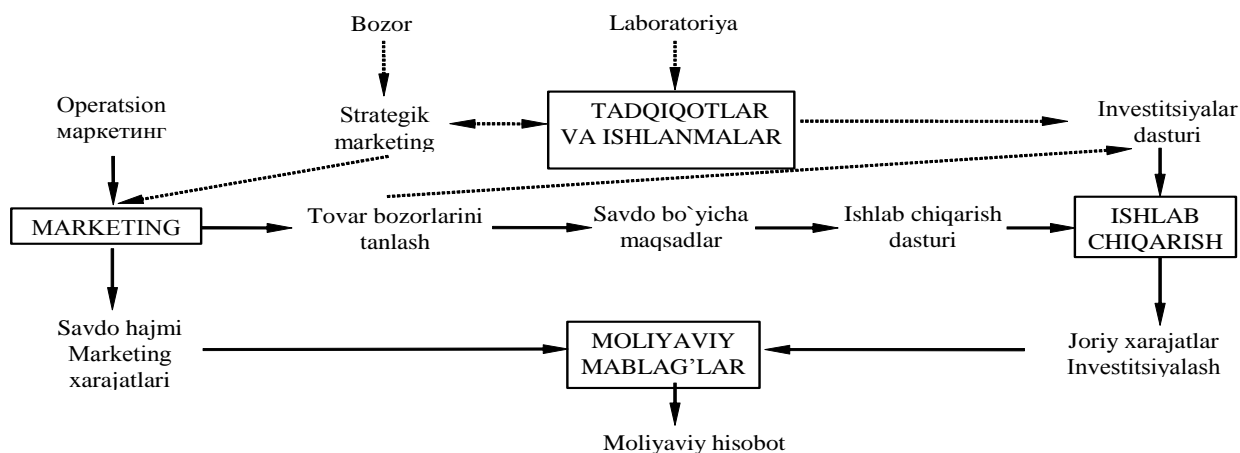 Bozor
Laboratoriya
Operatsion
маркетинг
Strategik
marketing
TADQIQOTLAR
VA ISHLANMALAR
Investitsiyalar
dasturi
MARKETING
Tovar bozorlarini
tanlash
Savdo bo`yicha
maqsadlar
Ishlab chiqarish
dasturi
ISHLAB
CHIQARISH
Savdo hajmi
Marketing
xarajatlari
MOLIYAVIY
MABLAG’LAR
Joriy xarajatlar
Investitsiyalash
Moliyaviy hisobot